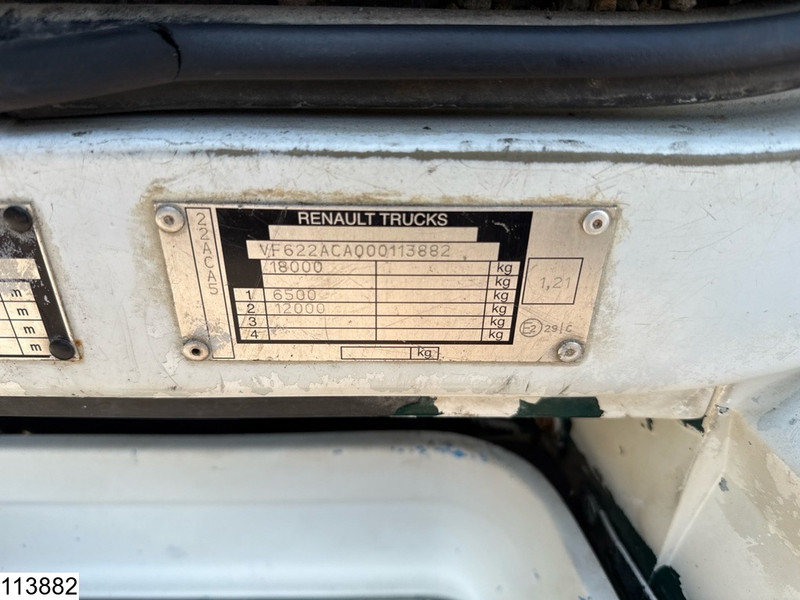 RENAULT TRUCKS
22ACA5
VF622ACA000113882
18000 kg
kg
1 6500 kg
2 12000 kg
3 kg
4 kg
kg
1,21
E2 29 C
m
m
m
113882